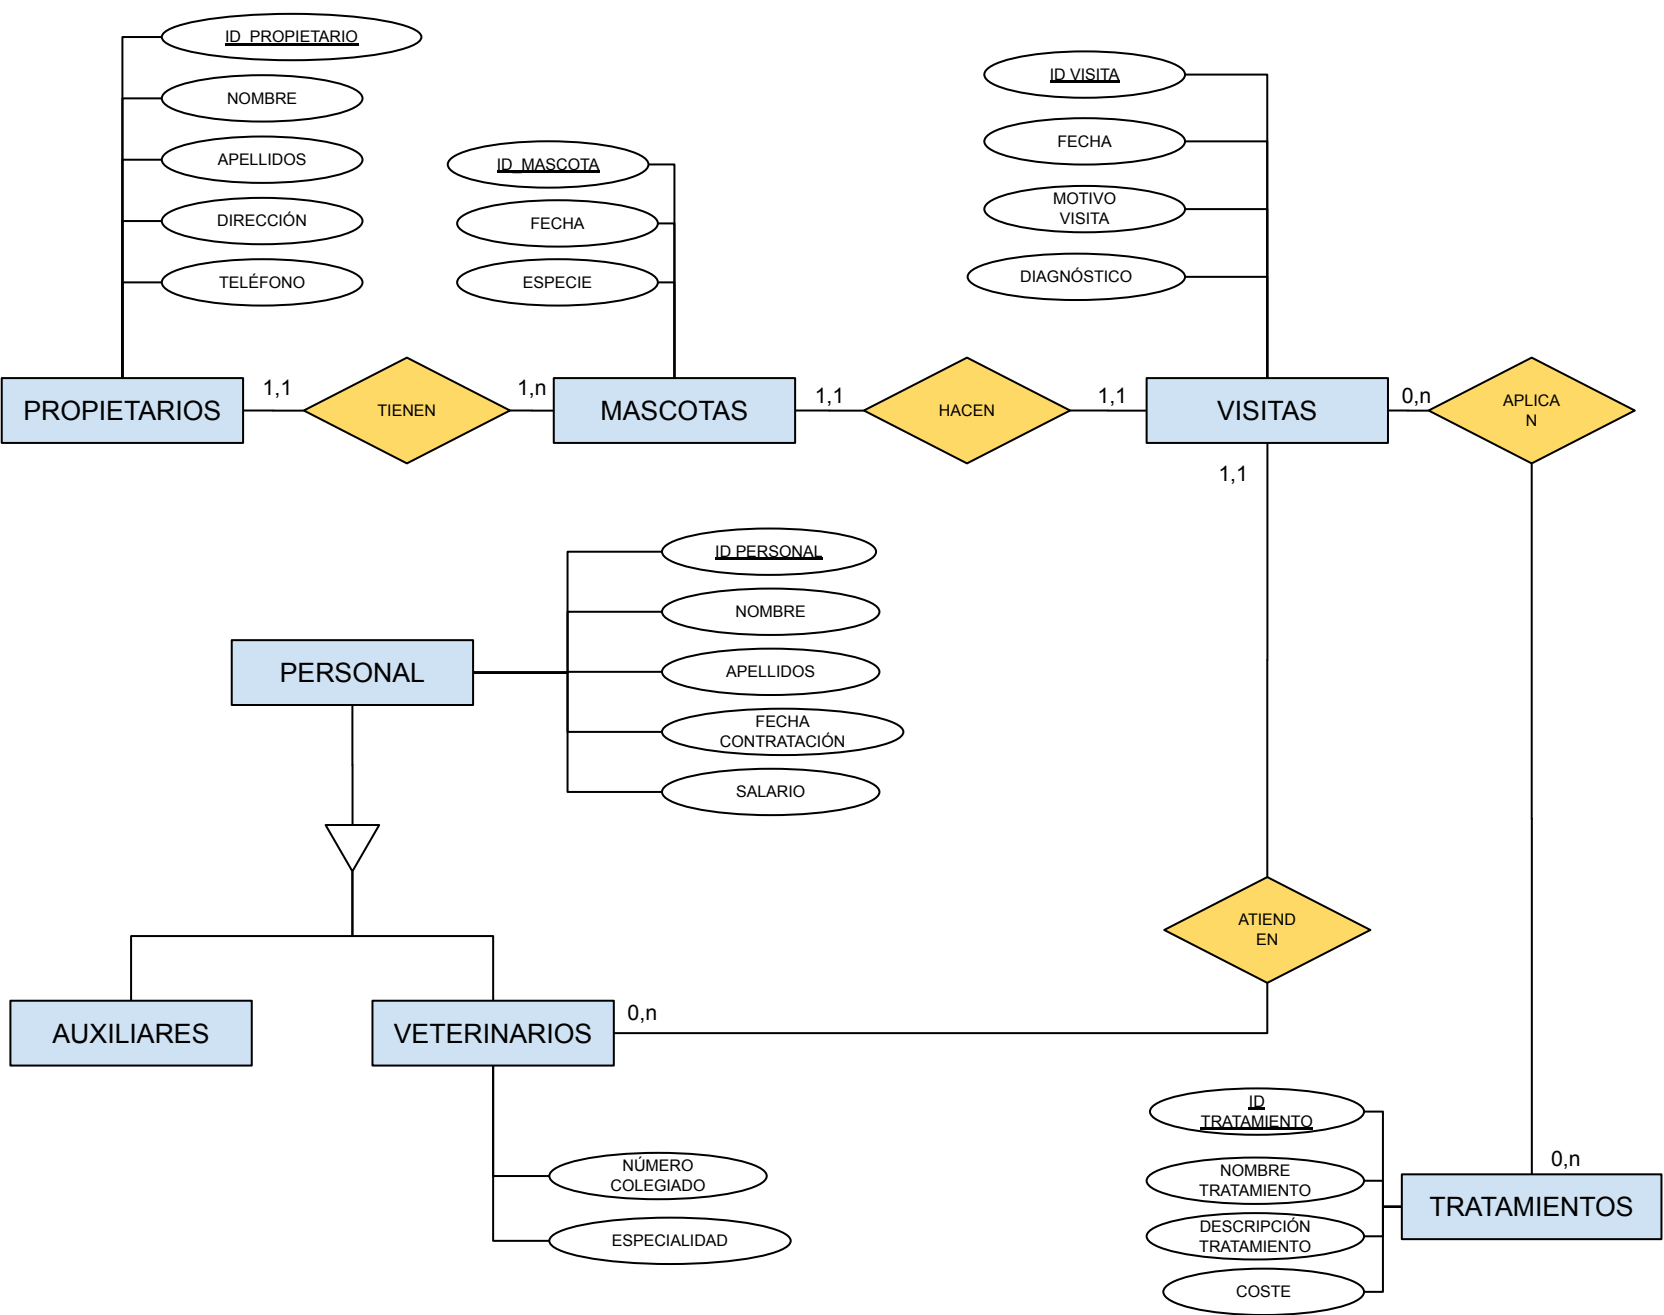 ID_PROPIETARIO
NOMBRE
APELLIDOS
DIRECCIÓN
TELÉFONO
ID_MASCOTA
FECHA
ESPECIE
ID VISITA
FECHA
MOTIVO
VISITA
DIAGNÓSTICO
PROPIETARIOS
1,1
TIENEN
1,n
MASCOTAS
1,1
HACEN
1,1
VISITAS
0,n
APLICA
N
1,1
PERSONAL
ID PERSONAL
NOMBRE
APELLIDOS
FECHA
CONTRATACIÓN
SALARIO
ATIEND
EN
AUXILIARES
VETERINARIOS
0,n
NÚMERO
COLEGIADO
ESPECIALIDAD
ID
TRATAMIENTO
NOMBRE
TRATAMIENTO
DESCRIPCIÓN
TRATAMIENTO
COSTE
0,n
TRATAMIENTOS